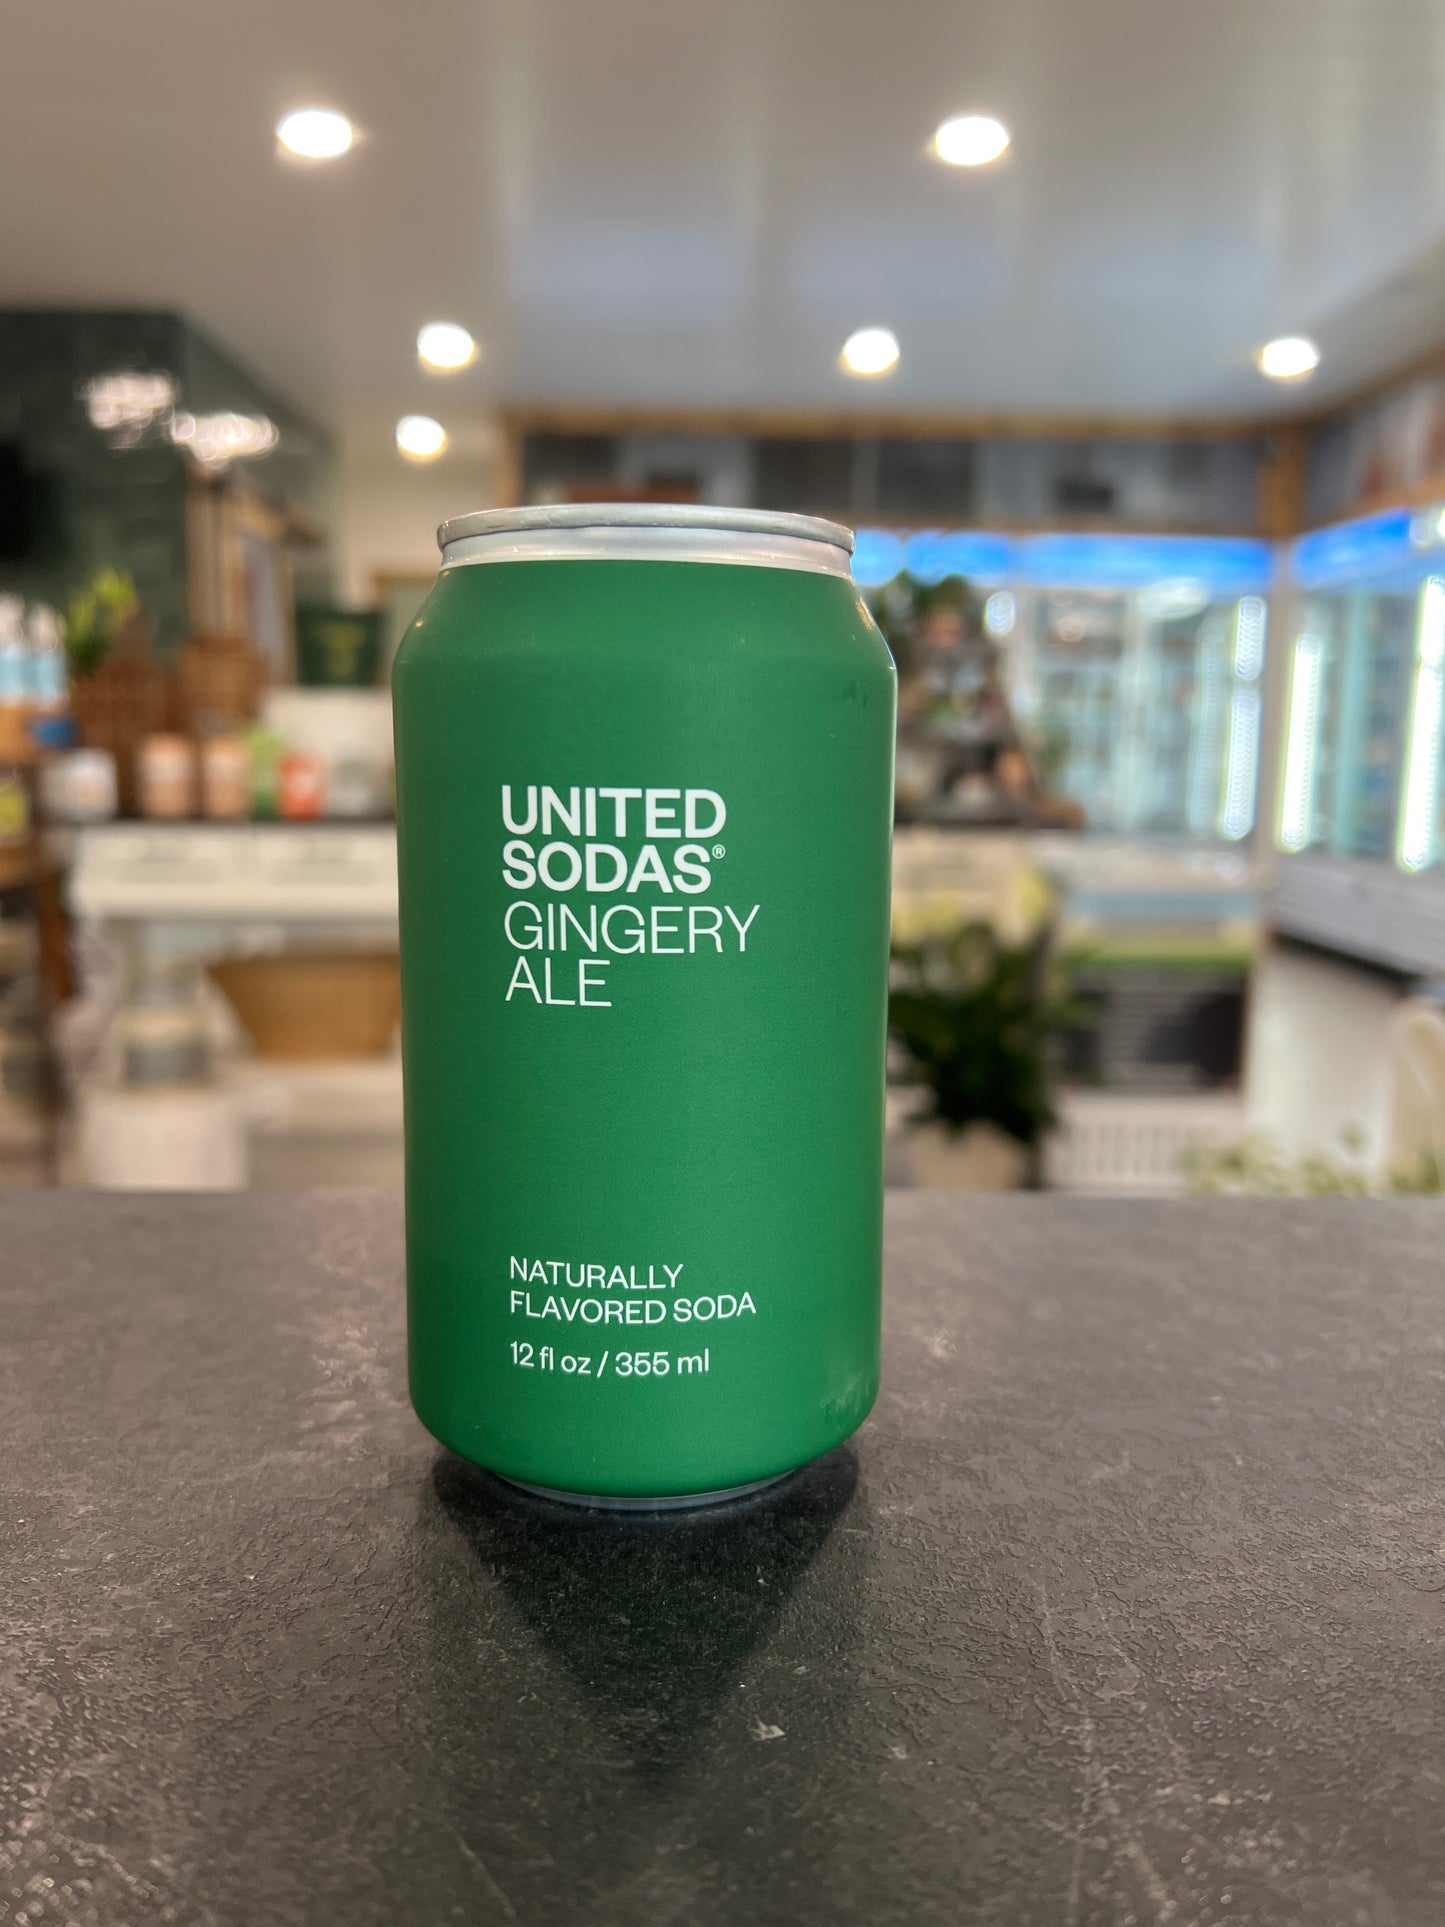 UNITED
SODAS®
GINGERY
ALE
NATURALLY
FLAVORED SODA
12 fl oz / 355 ml